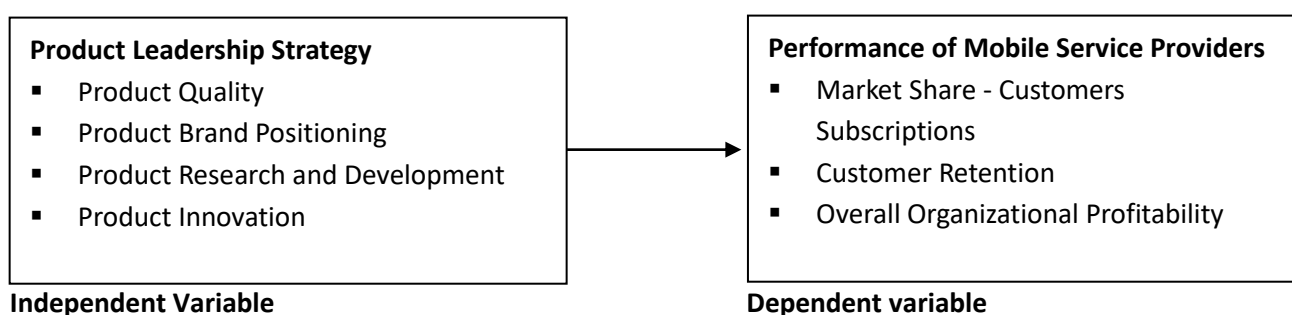 Product Leadership Strategy
▪ Product Quality
▪ Product Brand Positioning
▪ Product Research and Development
▪ Product Innovation
Independent Variable
Performance of Mobile Service Providers
▪ Market Share - Customers
Subscriptions
▪ Customer Retention
▪ Overall Organizational Profitability
Dependent variable